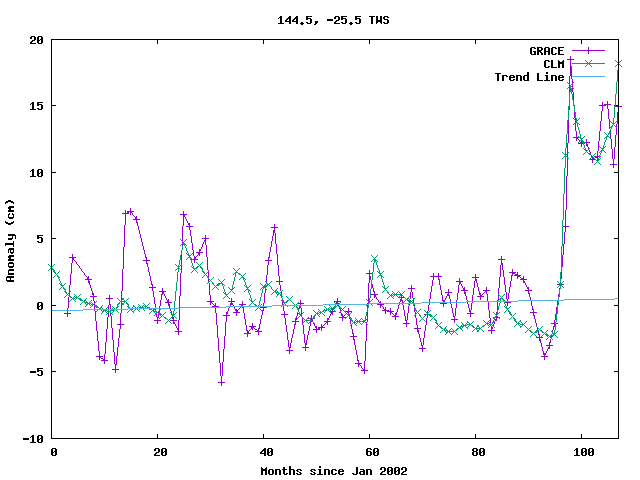 144.5, -25.5 TWS
GRACE
CLM
Trend Line
20
15
10
5
0
-5
-10
Anomaly (cm)
0 20 40 60 80 100
Months since Jan 2002